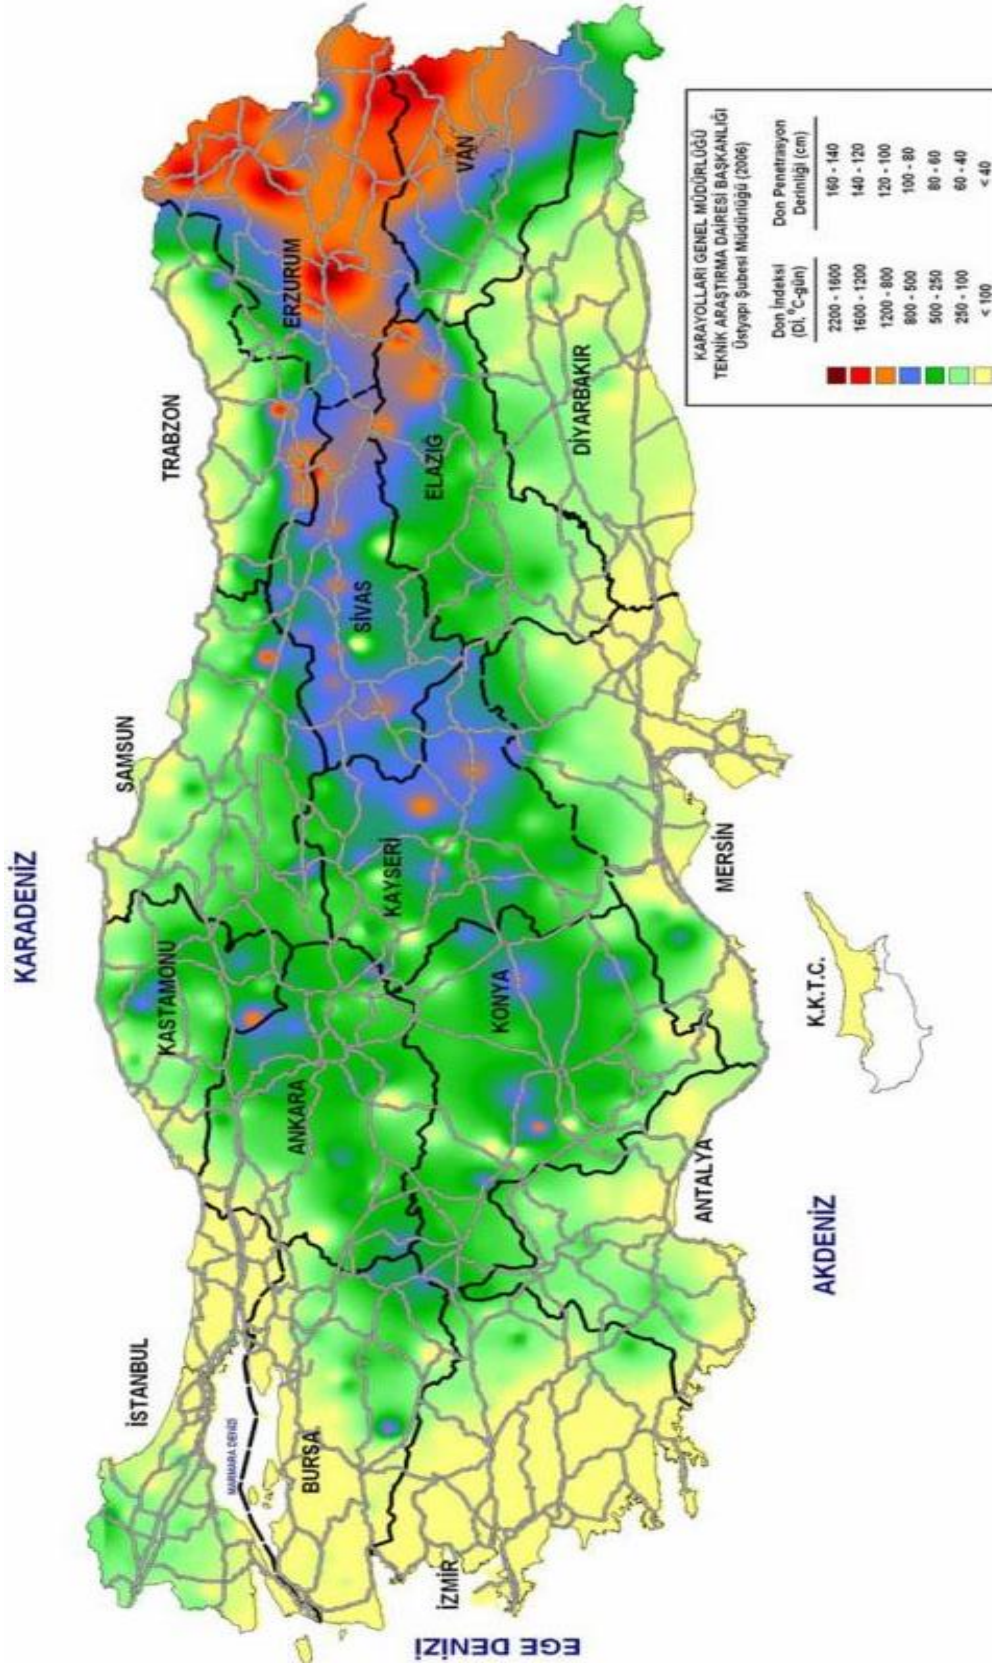 KARADENİZ
İSTANBUL
KASTAMONU
SAMSUN
TRABZON
MARMARA DENİZİ
BURSA
ANKARA
SİVAS
ERZURUM
EGE DENİZİ
İZMİR
KAYSERİ
ELAZIĞ
VAN
KONYA
DİYARBAKIR
ANTALYA
MERSİN
AKDENİZ
K.K.T.C.
KARAYOLLARI GENEL MÜDÜRLÜĞÜ
TEKNİK ARAŞTIRMA DAİRESİ BAŞKANLIĞI
Üstyapı Şubesi Müdürlüğü (2006)
Don İndeksi Don Penetrasyon
(Dİ, °C-gün) Derinliği (cm)
2200 - 1600 160 - 140
1600 - 1200 140 - 120
1200 - 800 120 - 100
800 - 500 100 - 80
500 - 250 80 - 60
250 - 100 60 - 40
< 100 < 40